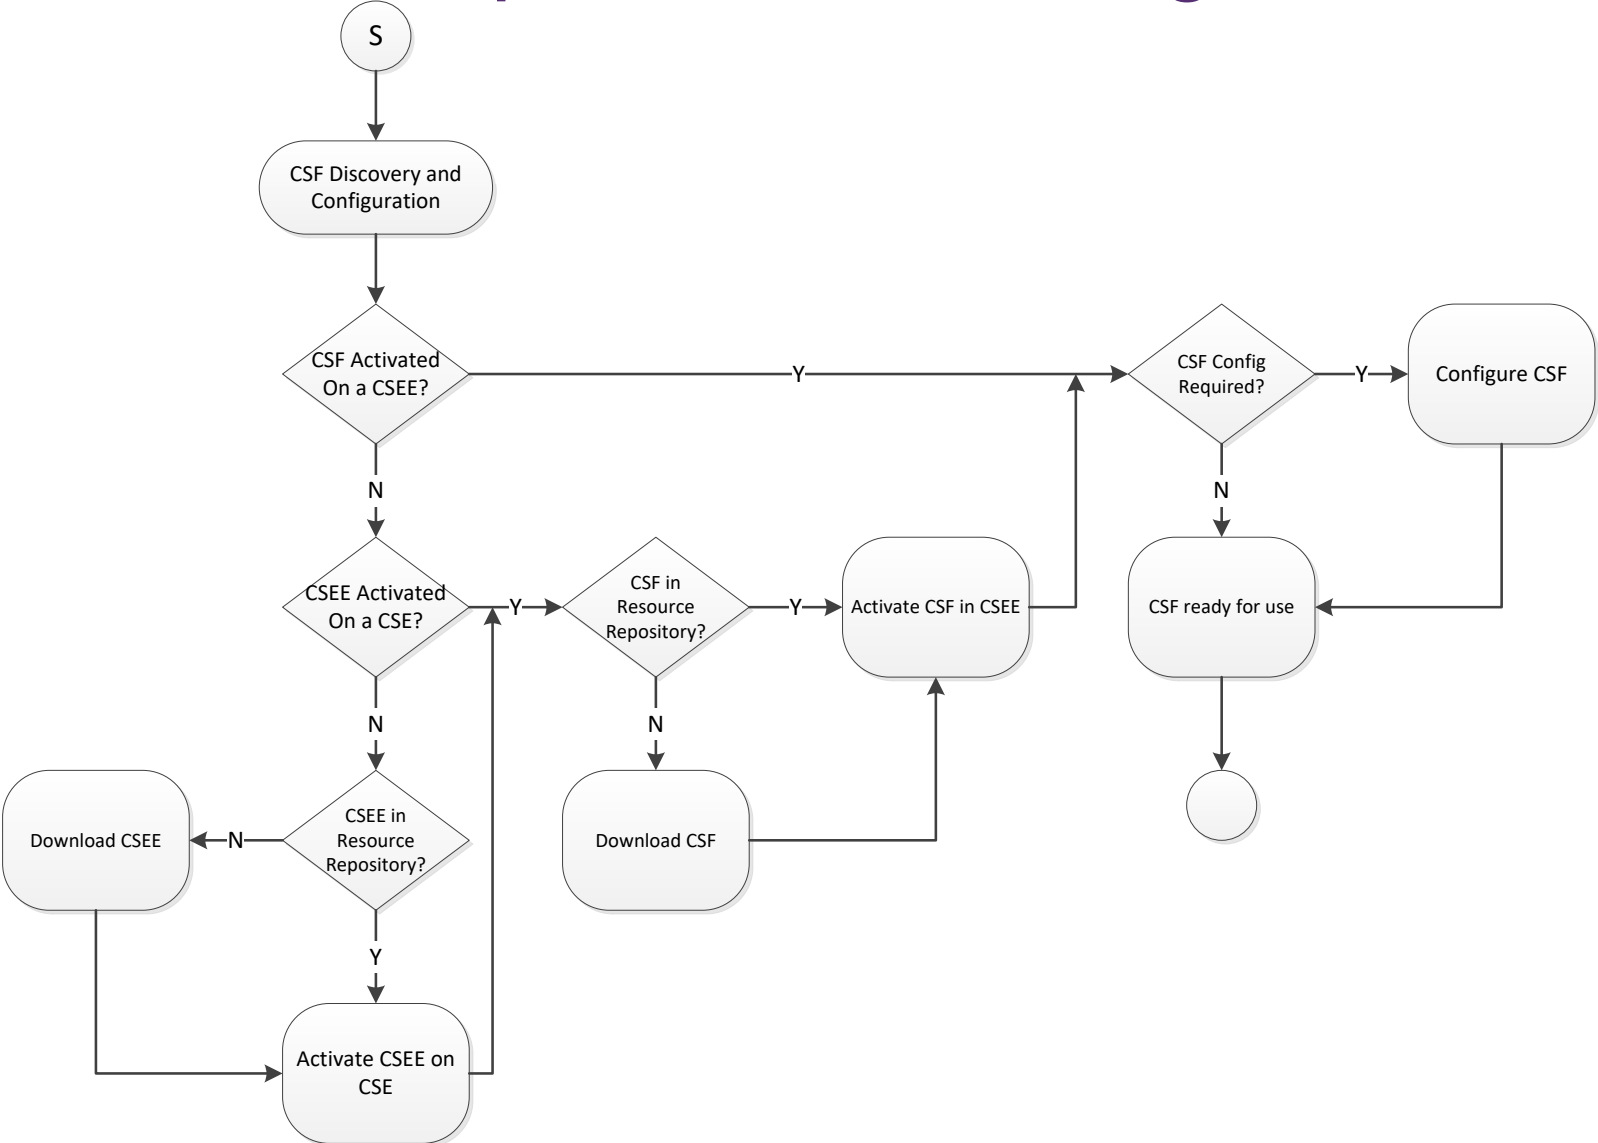 S
CSF Discovery and
Configuration
CSF Activated
On a CSEE?
Y
CSF Config
Required?
Y
Configure CSF
N
N
CSEE Activated
On a CSE?
Y
CSF in
Resource
Repository?
Y
Activate CSF in CSEE
CSF ready for use
N
N
Download CSEE
N
CSEE in
Resource
Repository?
Download CSF
Y
Activate CSEE on
CSE